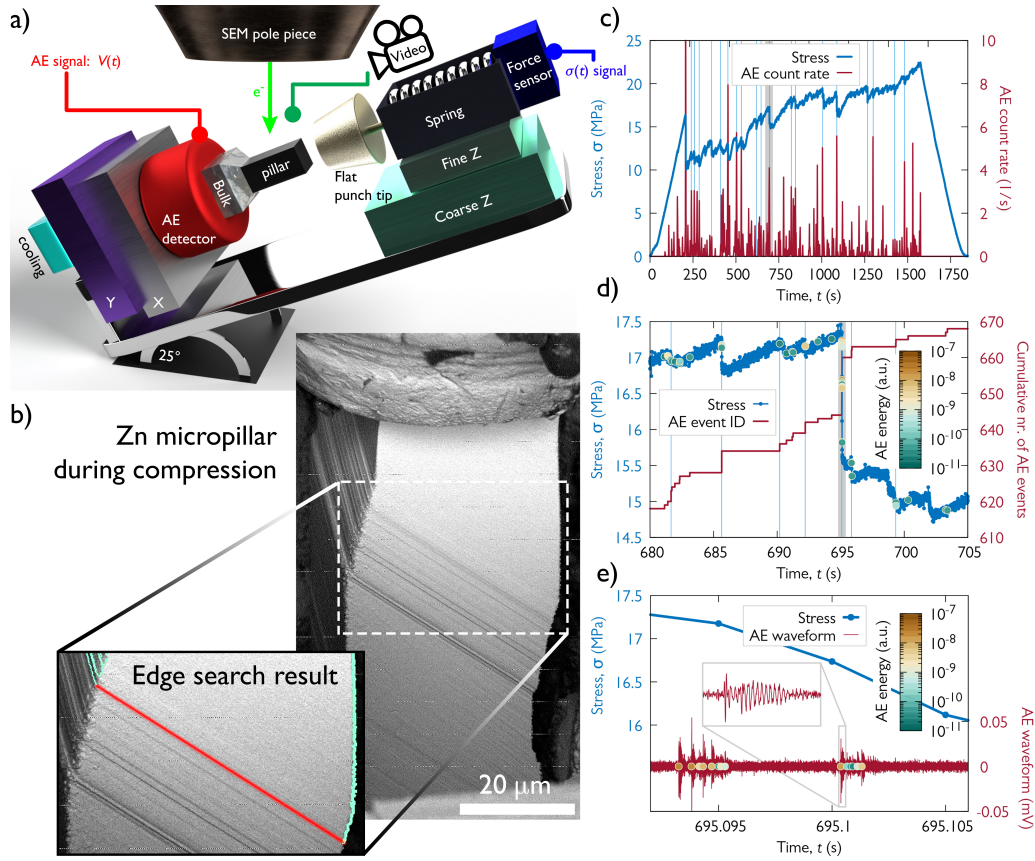 a)
SEM pole piece
AE signal: V(t)
e-
Video
Force
sensor
σ(t) signal
Spring
Fine Z
Coarse Z
Flat
punch tip
pillar
Bulk
AE
detector
cooling
Y
X
25°
b)
Zn micropillar
during compression
Edge search result
20 μm
c)
Stress
AE count rate
Stress, σ (MPa)
25
20
15
10
5
0
AE count rate (1/s)
10
8
6
4
2
0
0 250 500 750 1000 1250 1500 1750
Time, t (s)
d)
Stress
AE event ID
Stress, σ (MPa)
17.5
17
16.5
16
15.5
15
14.5
AE energy (a.u.)
10-7
10-8
10-9
10-10
10-11
Cumulative nr. of AE events
670
660
650
640
630
620
610
680 685 690 695 700 705
Time, t (s)
e)
Stress
AE waveform
Stress, σ (MPa)
17.5
17
16.5
16
AE energy (a.u.)
10-7
10-8
10-9
10-10
10-11
AE waveform (mV)
0.05
0
-0.05
695.095 695.1 695.105
Time, t (s)